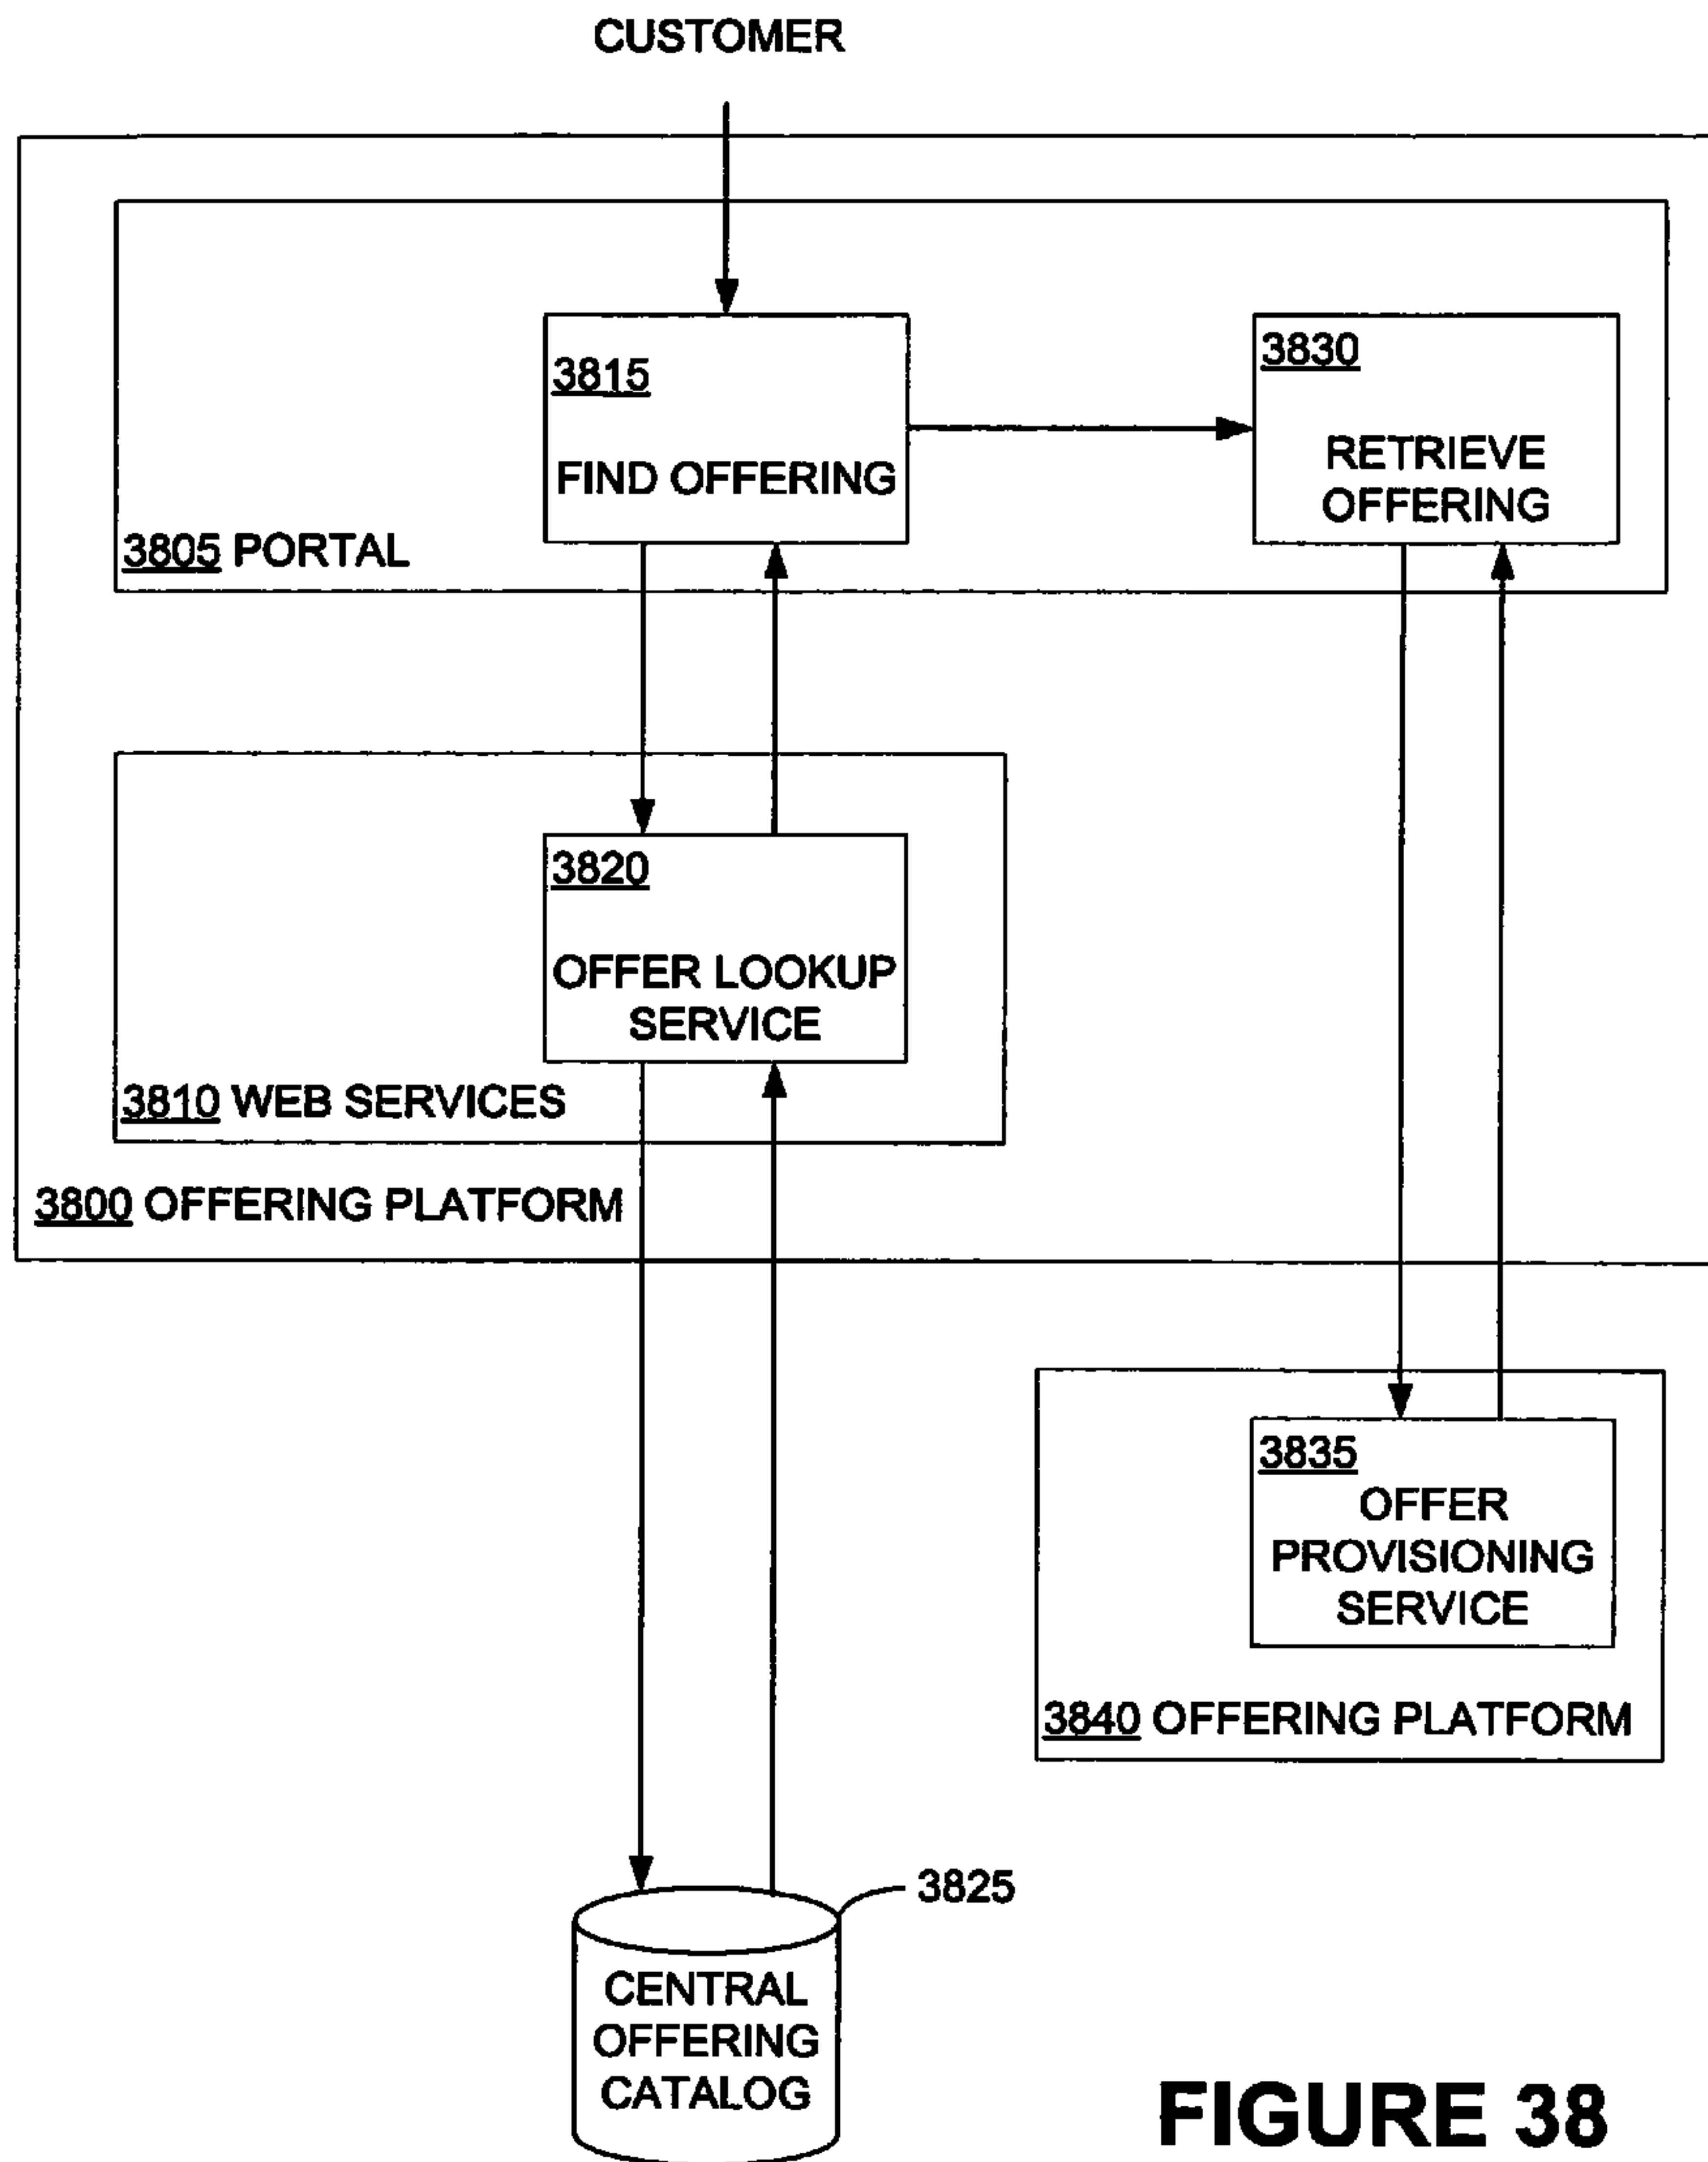 CUSTOMER
3815
FIND OFFERING
3830
RETRIEVE
OFFERING
3805 PORTAL
3820
OFFER LOOKUP
SERVICE
3810 WEB SERVICES
3800 OFFERING PLATFORM
3835
OFFER
PROVISIONING
SERVICE
3840 OFFERING PLATFORM
3825
CENTRAL
OFFERING
CATALOG
FIGURE 38